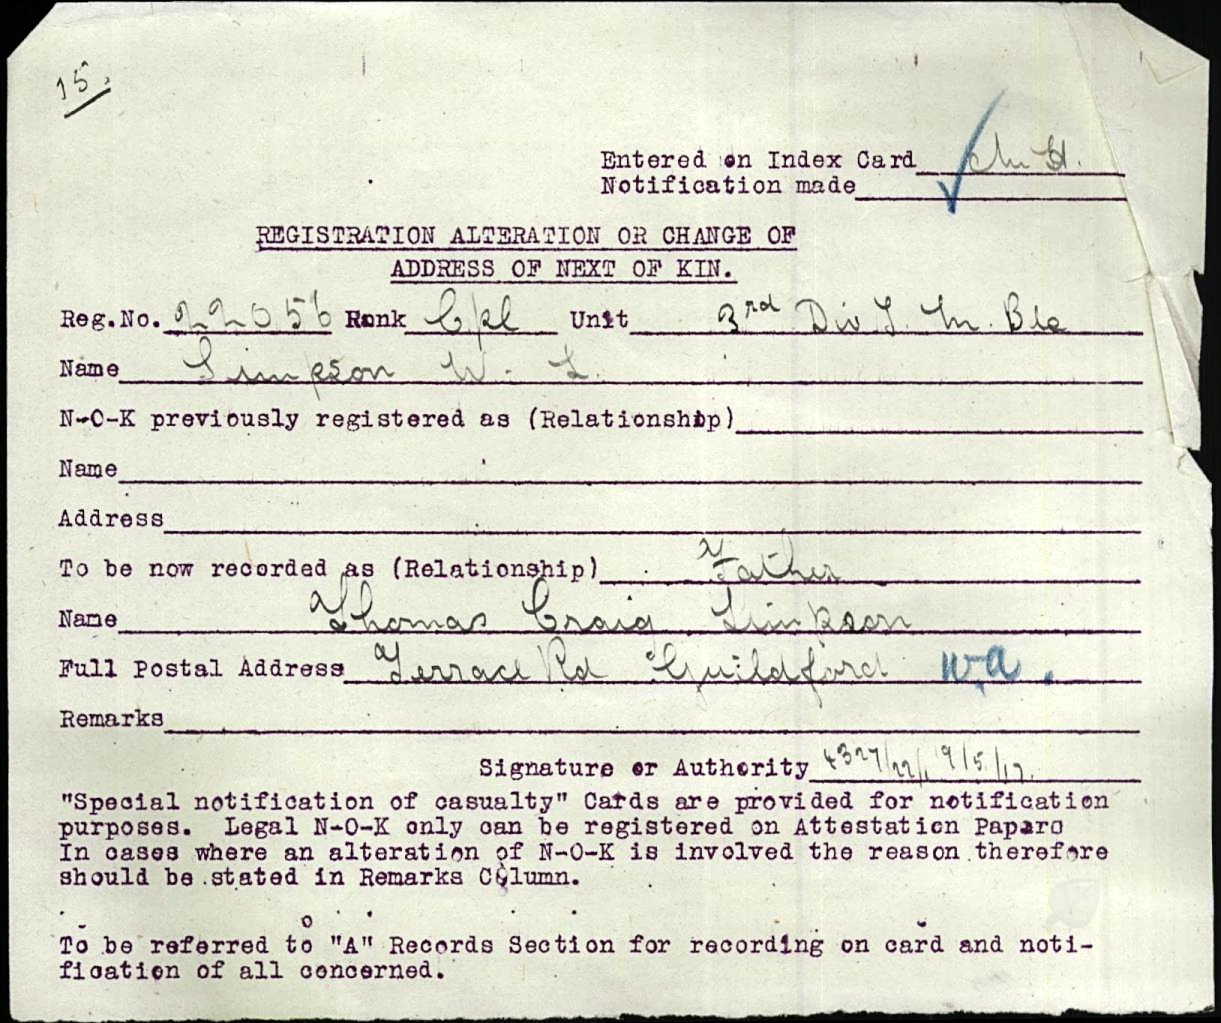 15.
Entered on Index Card
Notification made
REGISTRATION ALTERATION OR CHANGE OF
ADDRESS OF NEXT OF KIN.
Reg.No. 22056 Rank Cpl Unit 3rd Div T. M. Bde
Name Simpson W. T.
N-O-K previously registered as (Relationship)
Name
Address
To be now recorded as (Relationship) Father
Name Thomas Craig Simpson
Full Postal Address Terrace Rd Guildford W.A.
Remarks
Signature or Authority 4327/22/1 9/5/17.
"Special notification of casualty" Cards are provided for notification
purposes. Legal N-O-K only can be registered on Attestation Paparo
In cases where an alteration of N-O-K is involved the reason therefore
should be stated in Remarks Column.
To be referred to "A" Records Section for recording on card and noti-
fication of all concerned.